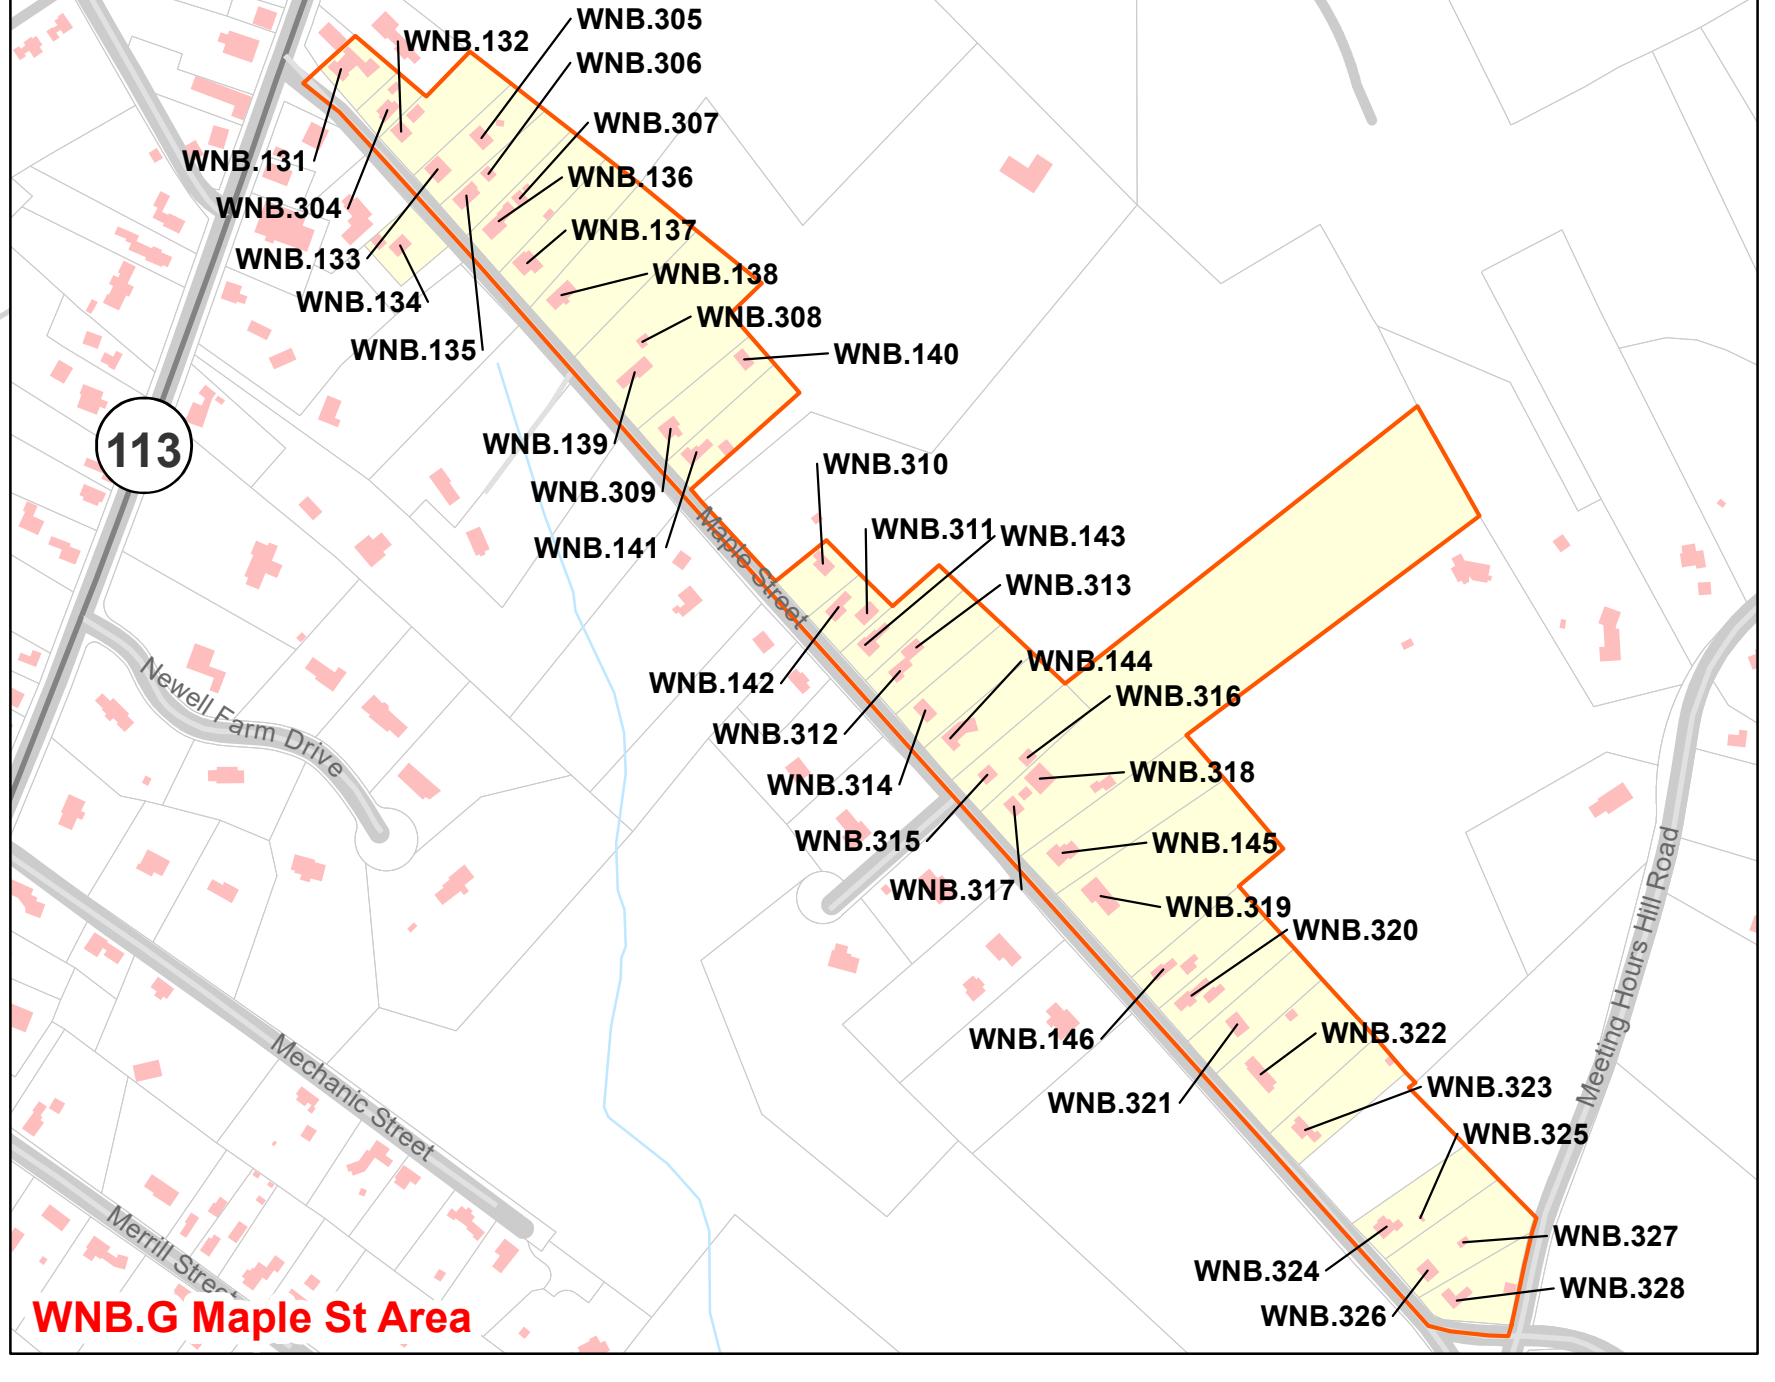 WNB.305
WNB.132
WNB.306
WNB.307
WNB.131
WNB.136
WNB.304
WNB.137
WNB.133
WNB.138
WNB.134
WNB.308
WNB.135
WNB.140
113
WNB.139
WNB.310
WNB.309
WNB.311
WNB.143
WNB.141
Maple Street
WNB.313
WNB.144
WNB.142
WNB.316
Newell Farm Drive
WNB.312
WNB.318
WNB.314
WNB.315
WNB.145
WNB.317
WNB.319
WNB.320
Meeting Hours Hill Road
WNB.146
WNB.322
Mechanic Street
WNB.321
WNB.323
WNB.325
WNB.327
Merrill Street
WNB.324
WNB.328
WNB.326
WNB.G Maple St Area